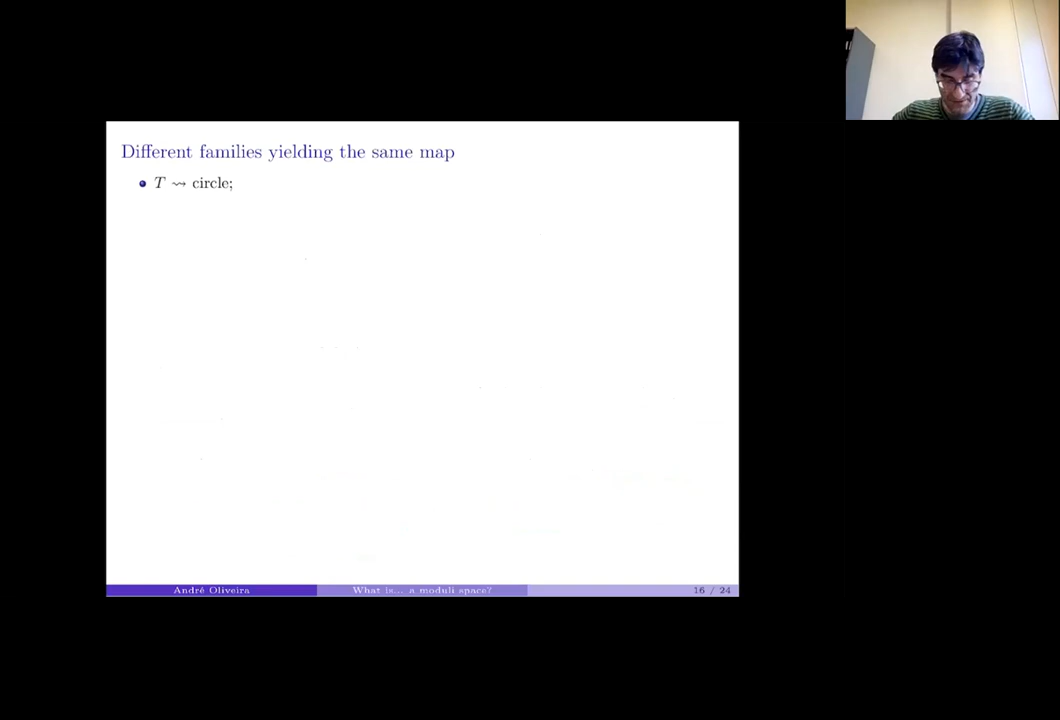 Different families yielding the same map
T ⇝ circle;
André Oliveira
What is... a moduli space?
16 / 24